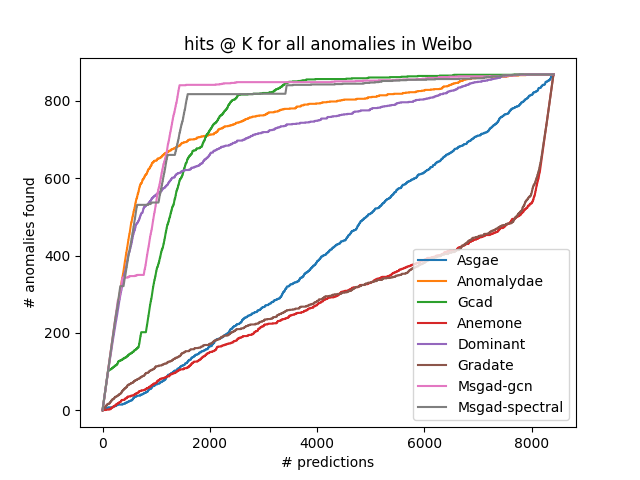 hits @ K for all anomalies in Weibo
# anomalies found
800
600
400
200
0
0 2000 4000 6000 8000
# predictions
Asgae
Anomalydae
Gcad
Anemone
Dominant
Gradate
Msgad-gcn
Msgad-spectral